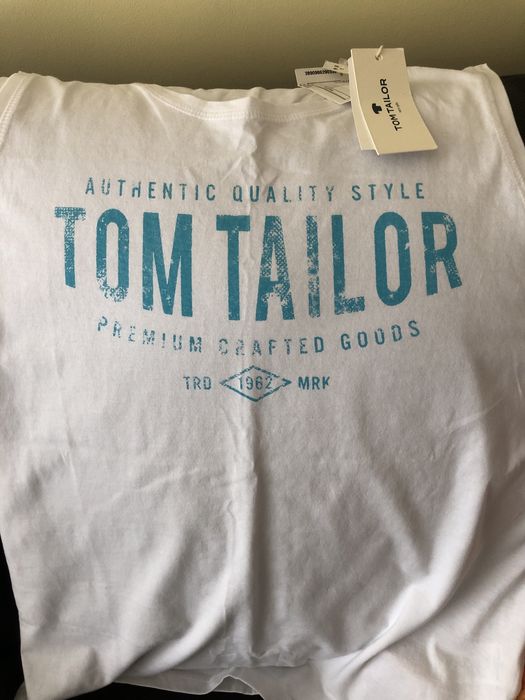 TOM TAILOR
AUTHENTIC QUALITY STYLE
TOM TAILOR
PREMIUM CRAFTED GOODS
TRD 1962 MRK